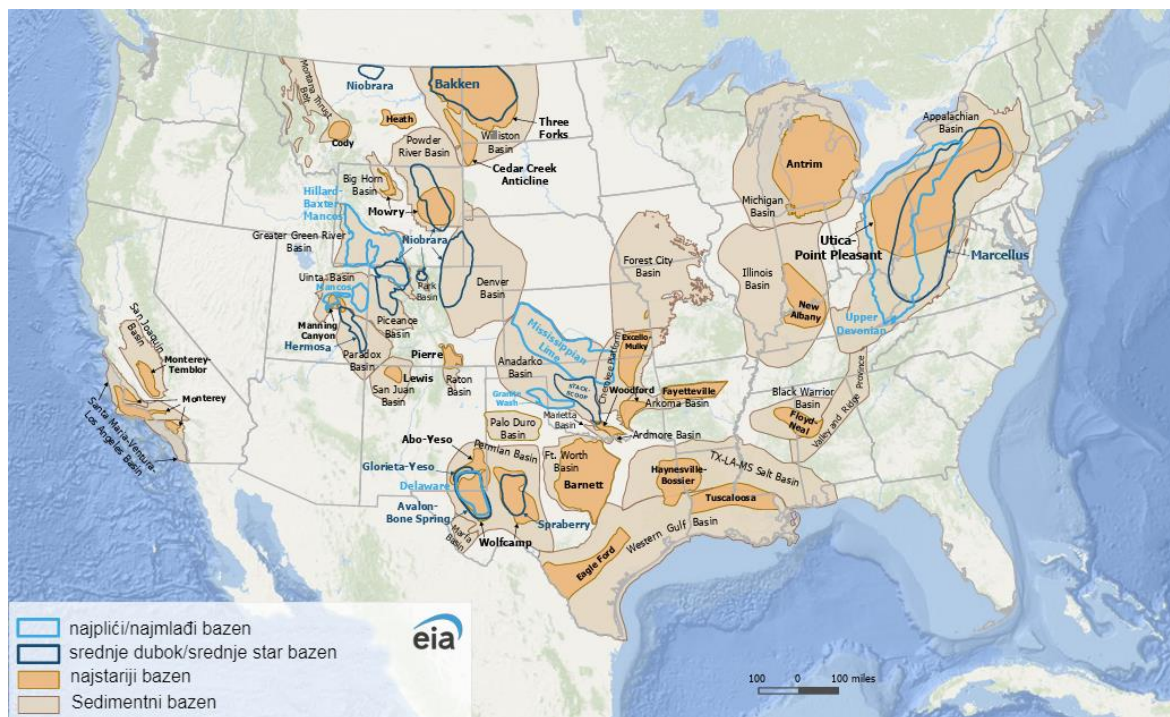 Montana Thrust
Belt
Niobrara
Bakken
Heath
Cody
Williston
Basin
Three
Forks
Powder
River Basin
Cedar Creek
Anticline
Big Horn
Basin
Mowry
Hillard-
Baxter-
Mancos
Greater Green River
Basin
Niobrara
Uinta Basin
Mancos
Park
Basin
Denver
Basin
Manning
Canyon
Piceance
Basin
Hermosa
Paradox
Basin
San Joaquin
Basin
Monterey-
Temblor
Monterey
Santa Maria-Ventura-
Los Angeles Basin
Lewis
San Juan
Basin
Pierre
Raton
Basin
Forest City
Basin
Mississippian
Lime
Anadarko
Basin
Granite
Wash
STACK-
SCOOP
Cherokee Platform
Excello-
Mulky
Woodford
Fayetteville
Arkoma Basin
Marietta
Basin
Ardmore Basin
Palo Duro
Basin
Abo-Yeso
Permian Basin
Glorieta-Yeso
Delaware
Avalon-
Bone Spring
Marfa
Basin
Wolfcamp
Spraberry
Ft. Worth
Basin
Barnett
Eagle Ford
Western Gulf Basin
Haynesville-
Bossier
TX-LA-MS Salt Basin
Tuscaloosa
Black Warrior
Basin
Floyd-
Neal
Valley and Ridge Province
Antrim
Michigan
Basin
Illinois
Basin
New
Albany
Appalachian
Basin
Utica-
Point Pleasant
Marcellus
Upper
Devonian
najplići/najmlađi bazen
srednje dubok/srednje star bazen
najstariji bazen
Sedimentni bazen
eia
100 0 100 miles